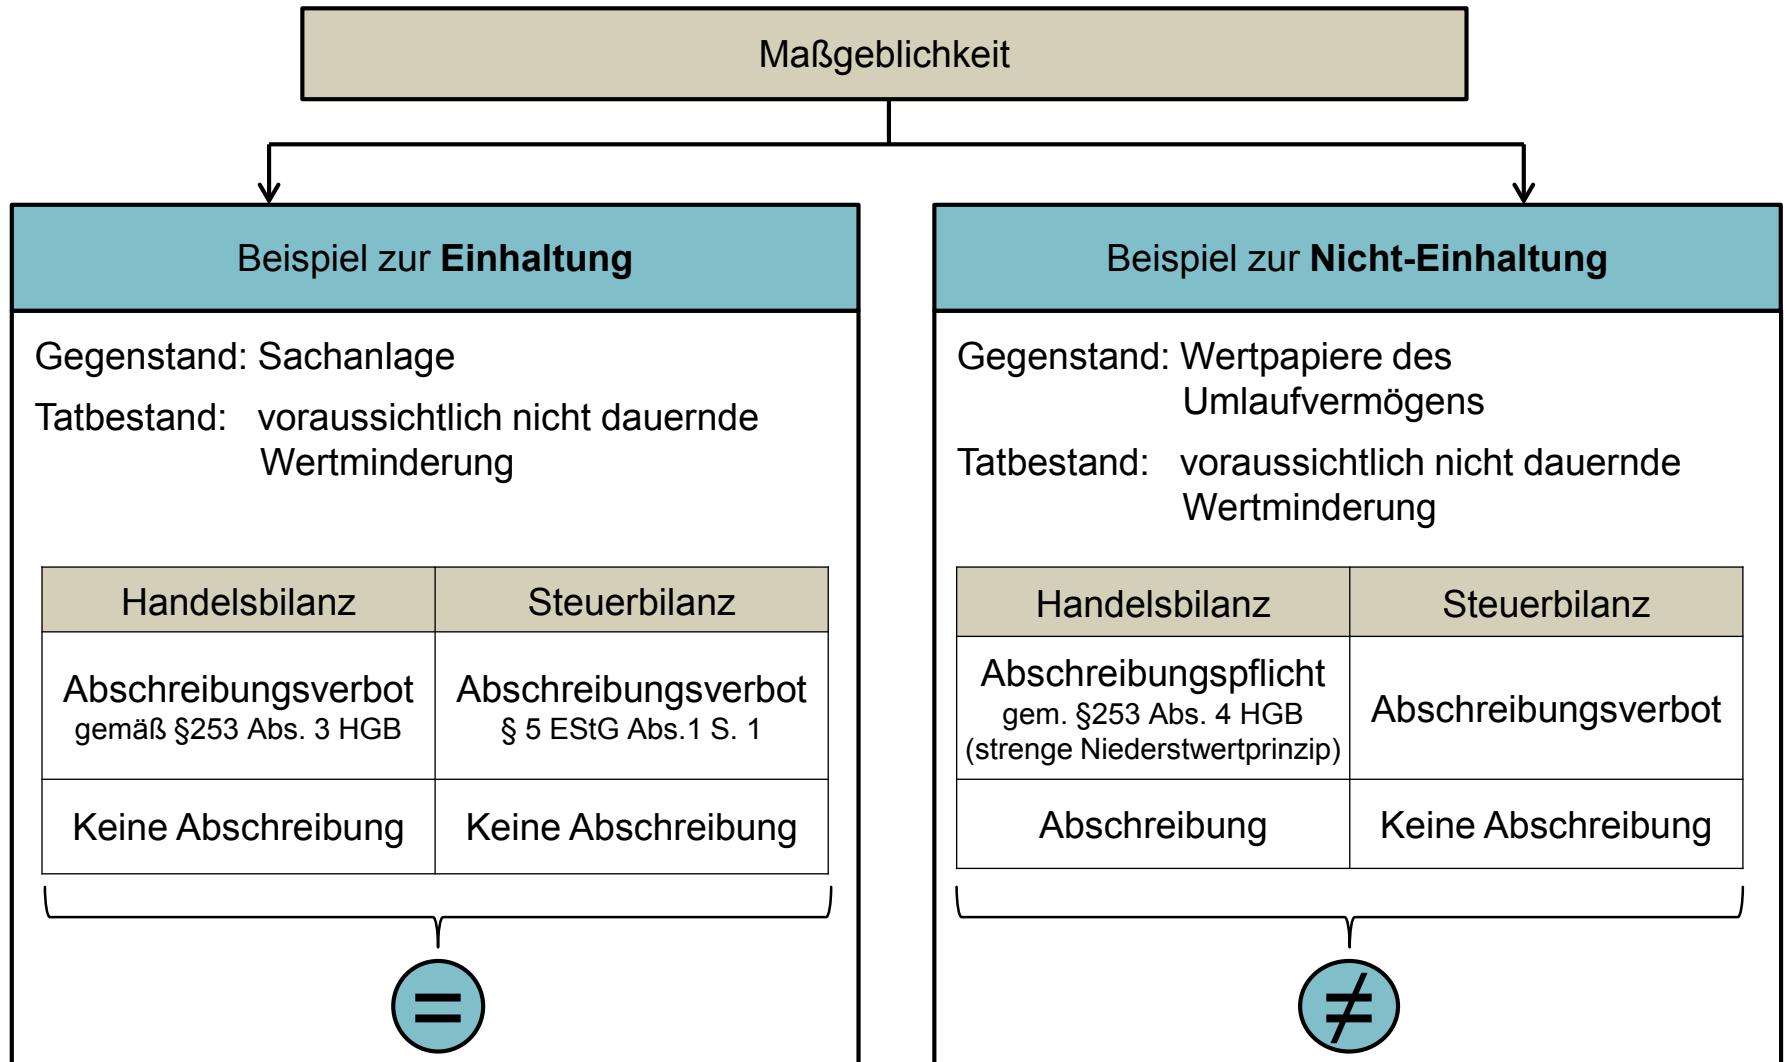 Maßgeblichkeit
Beispiel zur Einhaltung
Gegenstand: Sachanlage
Tatbestand: voraussichtlich nicht dauernde
Wertminderung
Handelsbilanz
Steuerbilanz
Abschreibungsverbot
gemäß §253 Abs. 3 HGB
Abschreibungsverbot
§ 5 EStG Abs.1 S. 1
Keine Abschreibung
Keine Abschreibung
=
Beispiel zur Nicht-Einhaltung
Gegenstand: Wertpapiere des
Umlaufvermögens
Tatbestand: voraussichtlich nicht dauernde
Wertminderung
Handelsbilanz
Steuerbilanz
Abschreibungspflicht
gem. §253 Abs. 4 HGB
(strenge Niederstwertprinzip)
Abschreibungsverbot
Abschreibung
Keine Abschreibung
≠